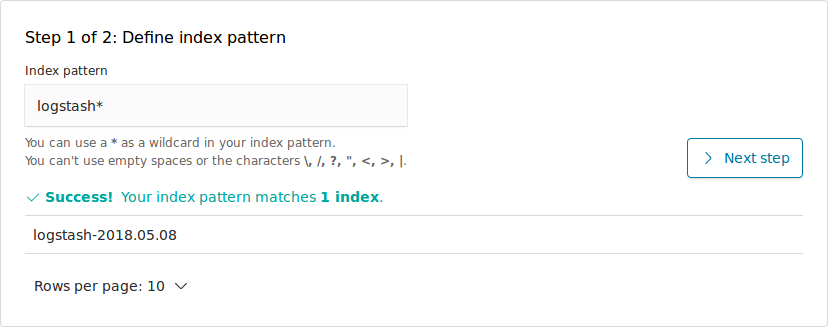 Step 1 of 2: Define index pattern
Index pattern
logstash*
You can use a * as a wildcard in your index pattern.
You can't use empty spaces or the characters \, /, ?, ", <, >, |.
Next step
Success! Your index pattern matches 1 index.
logstash-2018.05.08
Rows per page: 10